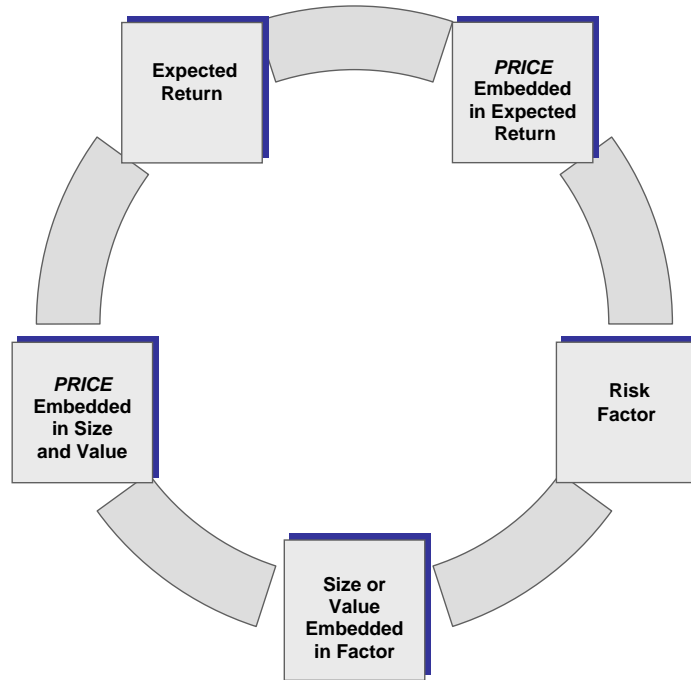 Expected
Return
PRICE
Embedded
in Expected
Return
PRICE
Embedded
in Size
and Value
Risk
Factor
Size or
Value
Embedded
in Factor